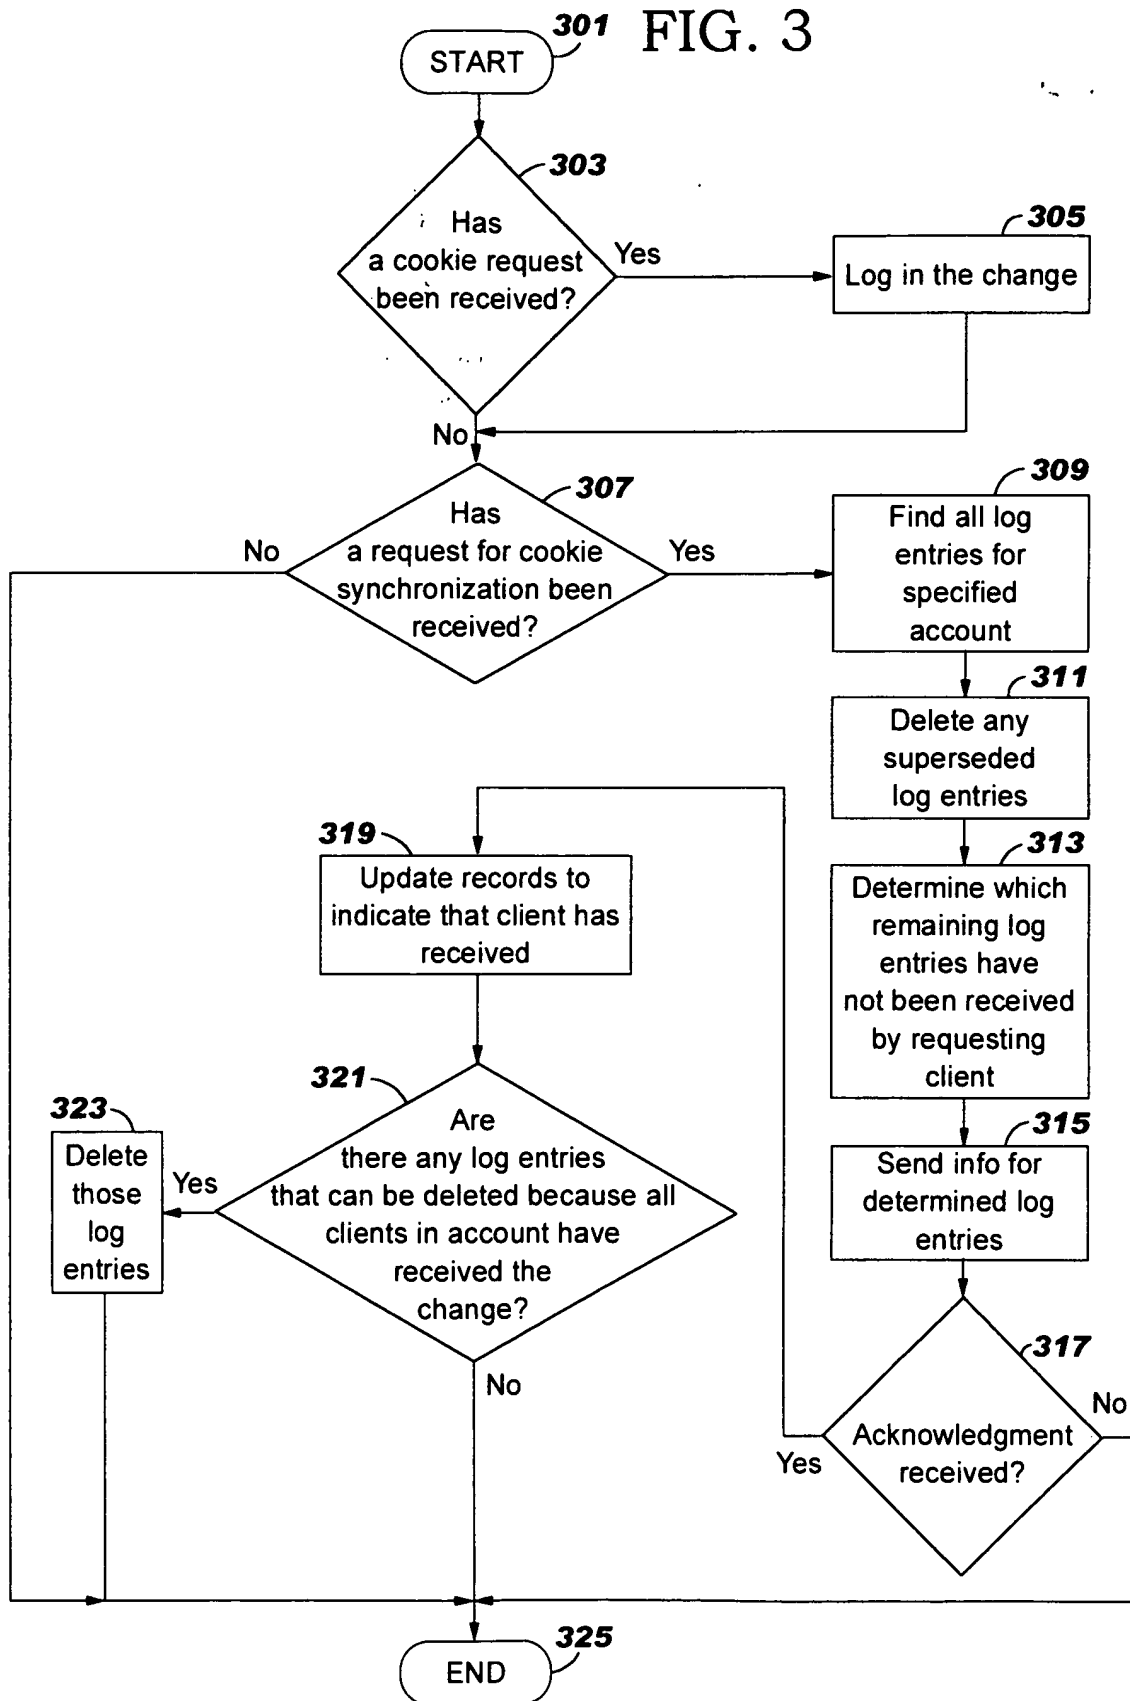 FIG. 3
301
START
303
Has
a cookie request
been received?
Yes
305
Log in the change
No
307
Has
a request for cookie
synchronization been
received?
No
Yes
309
Find all log
entries for
specified
account
311
Delete any
superseded
log entries
313
Determine which
remaining log
entries have
not been received
by requesting
client
315
Send info for
determined log
entries
317
Acknowledgment
received?
No
Yes
319
Update records to
indicate that client has
received
321
Are
there any log entries
that can be deleted because all
clients in account have
received the
change?
Yes
323
Delete
those
log
entries
No
325
END